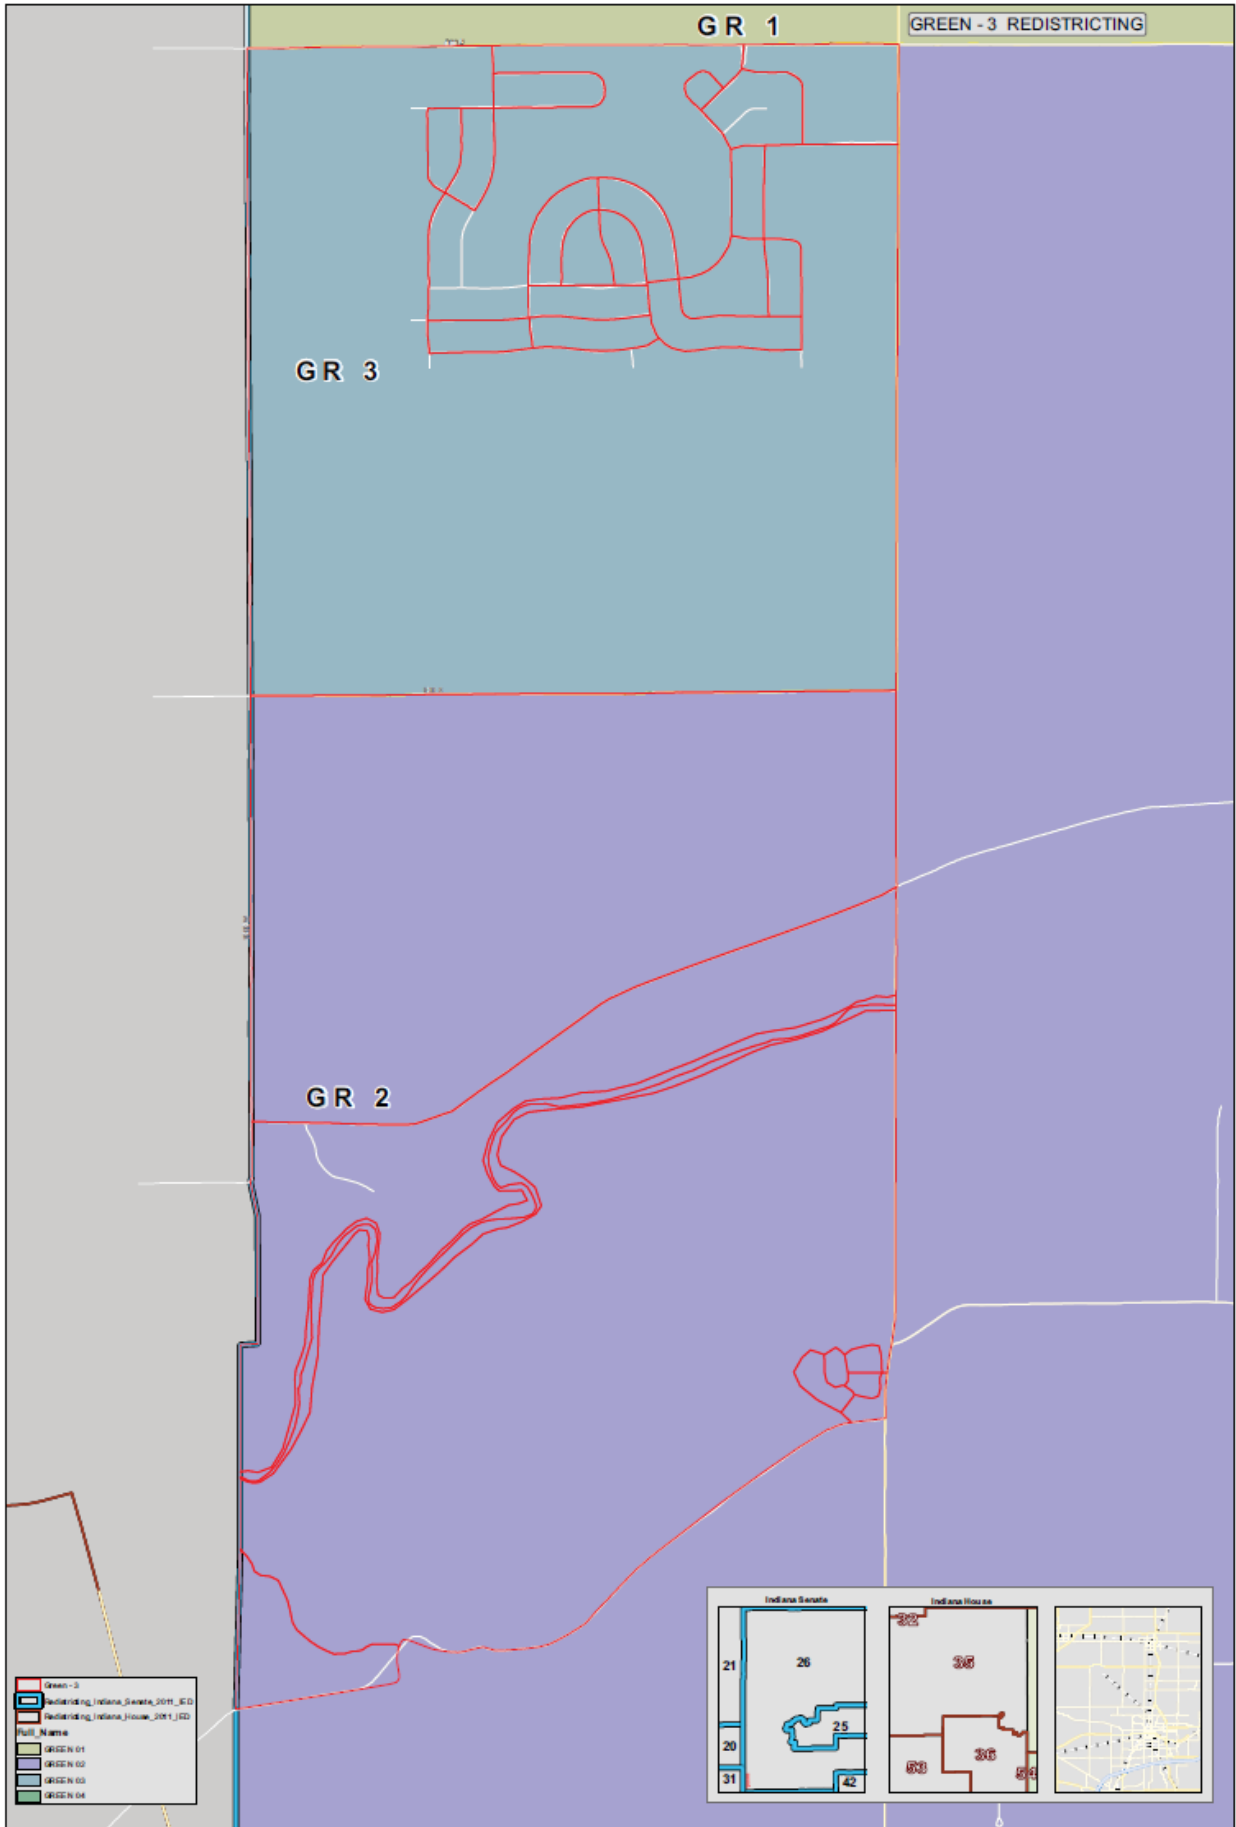 GR 1
GREEN - 3 REDISTRICTING
GR 3
GR 2
Green - 3
Redistricting_Indiana_Senate_2011_IED
Redistricting_Indiana_House_2011_IED
Full_Name
GREEN 01
GREEN 02
GREEN 03
GREEN 04
Indiana Senate
21
26
25
20
31
42
Indiana House
32
35
36
53
54